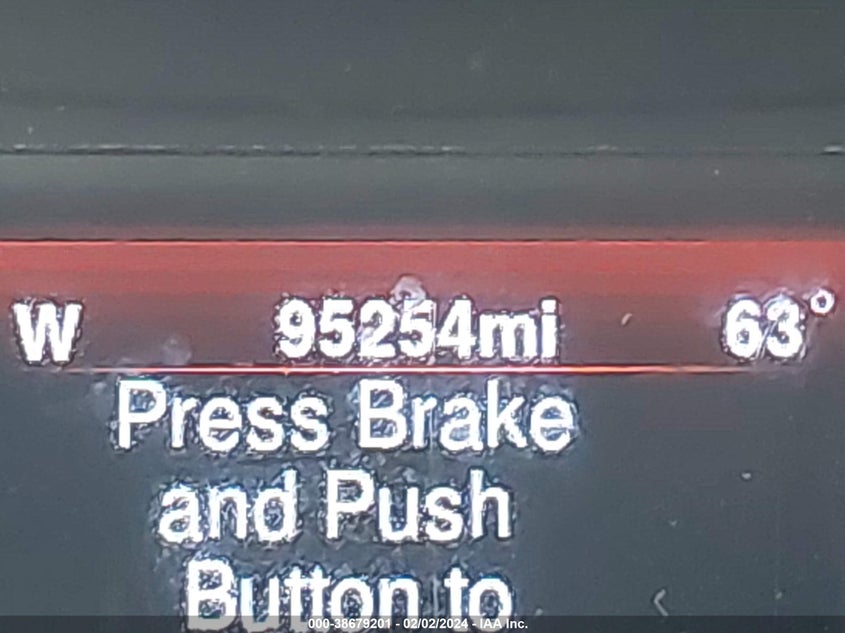 W 95254mi 63°
Press Brake
and Push
Button to
000-38679201 - 02/02/2024 - IAA Inc.